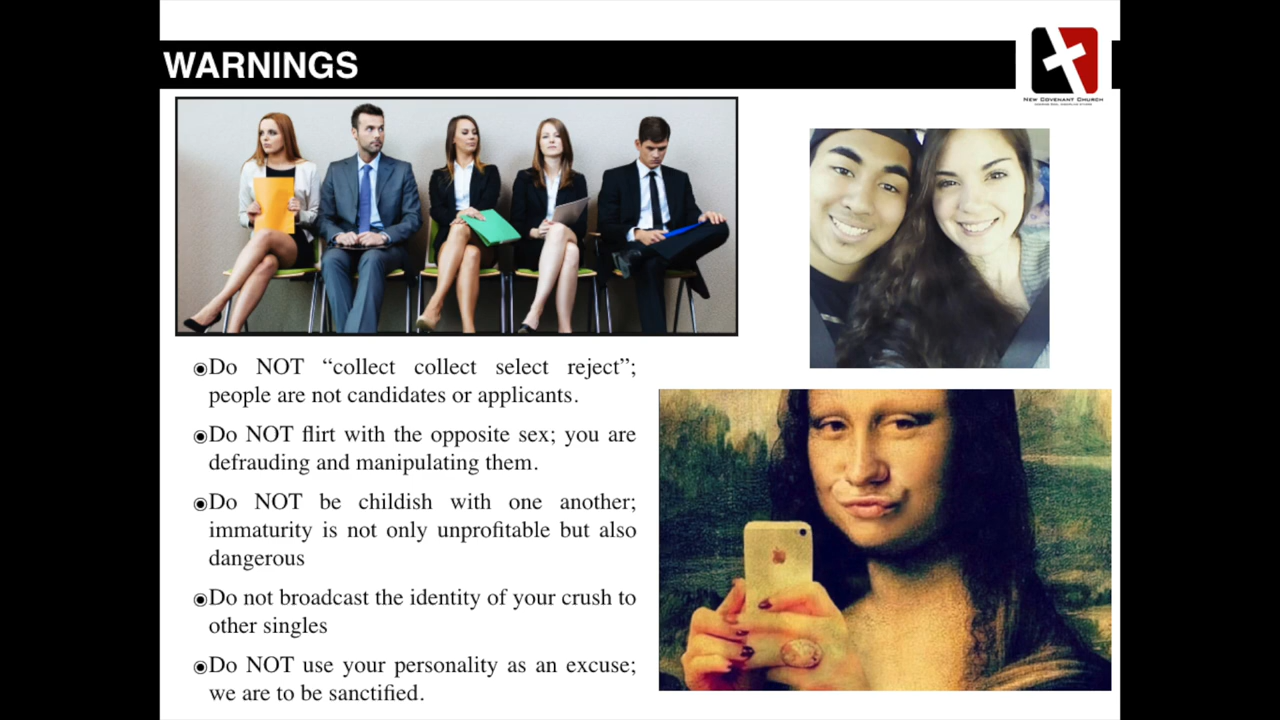 WARNINGS
NEW COVENANT CHURCH
◉Do NOT “collect collect select reject”;
people are not candidates or applicants.
◉Do NOT flirt with the opposite sex; you are
defrauding and manipulating them.
◉Do NOT be childish with one another;
immaturity is not only unprofitable but also
dangerous
◉Do not broadcast the identity of your crush to
other singles
◉Do NOT use your personality as an excuse;
we are to be sanctified.